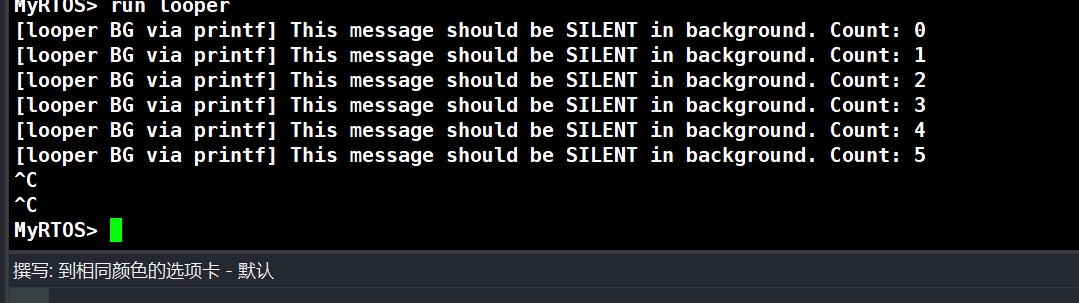 MyRTOS> run looper
[looper BG via printf] This message should be SILENT in background. Count: 0
[looper BG via printf] This message should be SILENT in background. Count: 1
[looper BG via printf] This message should be SILENT in background. Count: 2
[looper BG via printf] This message should be SILENT in background. Count: 3
[looper BG via printf] This message should be SILENT in background. Count: 4
[looper BG via printf] This message should be SILENT in background. Count: 5
^C
^C
MyRTOS>
撰写: 到相同颜色的选项卡 - 默认